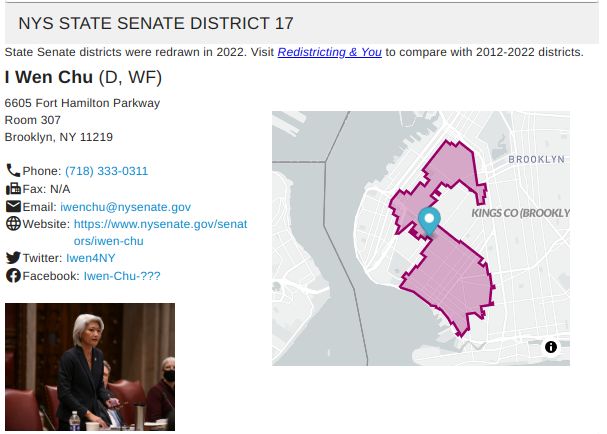 NYS STATE SENATE DISTRICT 17
State Senate districts were redrawn in 2022. Visit Redistricting & You to compare with 2012-2022 districts.
I Wen Chu (D, WF)
6605 Fort Hamilton Parkway
Room 307
Brooklyn, NY 11219
Phone: (718) 333-0311
Fax: N/A
Email: iwenchu@nysenate.gov
Website: https://www.nysenate.gov/senat
ors/iwen-chu
Twitter: Iwen4NY
Facebook: Iwen-Chu-???
BROOKLYN
KINGS CO (BROOKLY